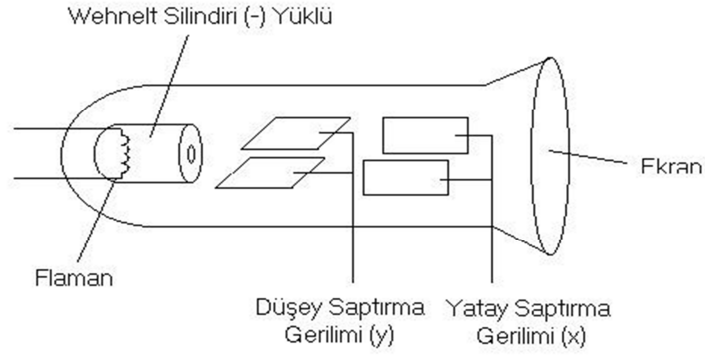 Wehnelt Silindiri (-) Yüklü
Ekran
Flaman
Düşey Saptırma
Gerilimi (y)
Yatay Saptırma
Gerilimi (x)